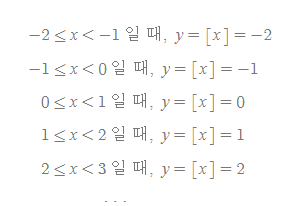 −2≤x<−1 일 때, y=[x]=−2
−1≤x<0 일 때, y=[x]=−1
0≤x<1 일 때, y=[x]=0
1≤x<2 일 때, y=[x]=1
2≤x<3 일 때, y=[x]=2
...